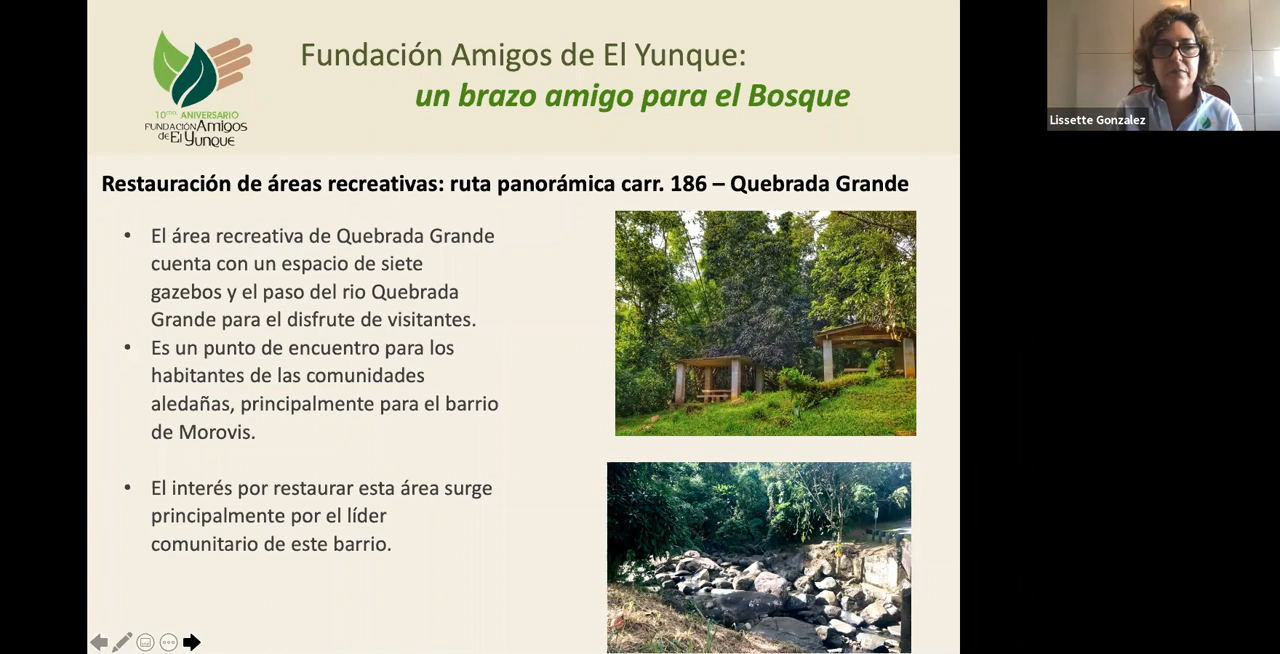 Fundación Amigos de El Yunque:
un brazo amigo para el Bosque
10mo. ANIVERSARIO
FUNDACIÓN Amigos
de El Yunque
Lissette Gonzalez
Restauración de áreas recreativas: ruta panorámica carr. 186 – Quebrada Grande
• El área recreativa de Quebrada Grande
cuenta con un espacio de siete
gazebos y el paso del rio Quebrada
Grande para el disfrute de visitantes.
• Es un punto de encuentro para los
habitantes de las comunidades
aledañas, principalmente para el barrio
de Morovis.
• El interés por restaurar esta área surge
principalmente por el líder
comunitario de este barrio.